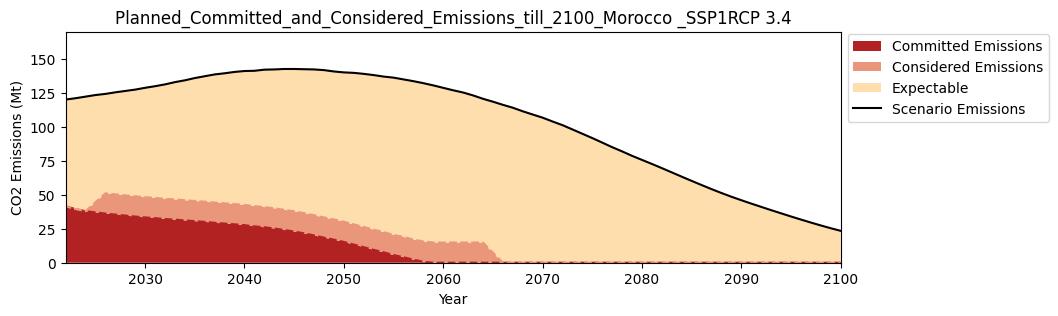 Planned_Committed_and_Considered_Emissions_till_2100_Morocco _SSP1RCP 3.4
Committed Emissions
Considered Emissions
Expectable
Scenario Emissions
CO2 Emissions (Mt)
150
125
100
75
50
25
0
2030 2040 2050 2060 2070 2080 2090 2100
Year